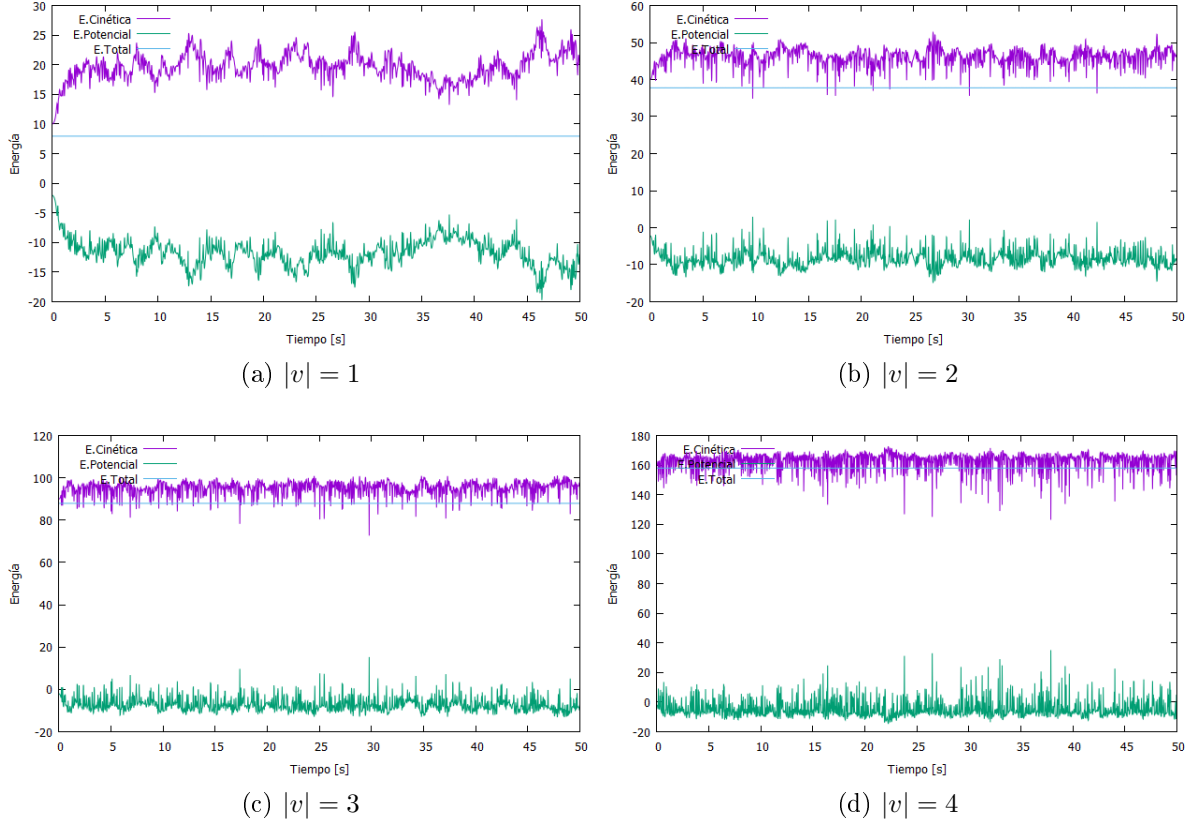 E.Cinética
E.Potencial
E.Total
30
25
20
15
10
5
0
-5
-10
-15
-20
Energía
0 5 10 15 20 25 30 35 40 45 50
Tiempo [s]
(a) |v| = 1
E.Cinética
E.Potencial
E.Total
60
50
40
30
20
10
0
-10
-20
Energía
0 5 10 15 20 25 30 35 40 45 50
Tiempo [s]
(b) |v| = 2
E.Cinética
E.Potencial
E.Total
120
100
80
60
40
20
0
-20
Energía
0 5 10 15 20 25 30 35 40 45 50
Tiempo [s]
(c) |v| = 3
E.Cinética
E.Potencial
E.Total
180
160
140
120
100
80
60
40
20
0
-20
Energía
0 5 10 15 20 25 30 35 40 45 50
Tiempo [s]
(d) |v| = 4